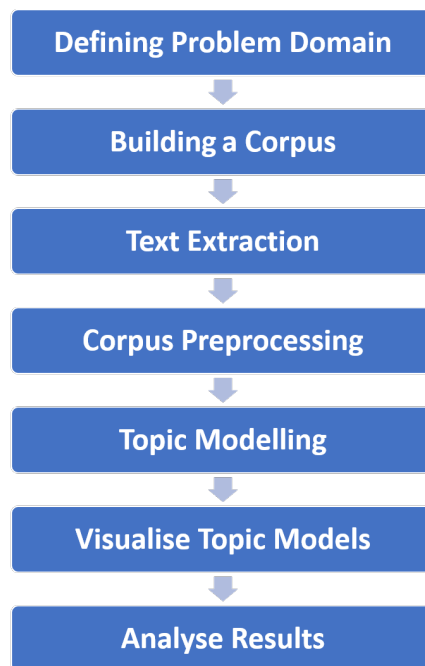 Defining Problem Domain
Building a Corpus
Text Extraction
Corpus Preprocessing
Topic Modelling
Visualise Topic Models
Analyse Results